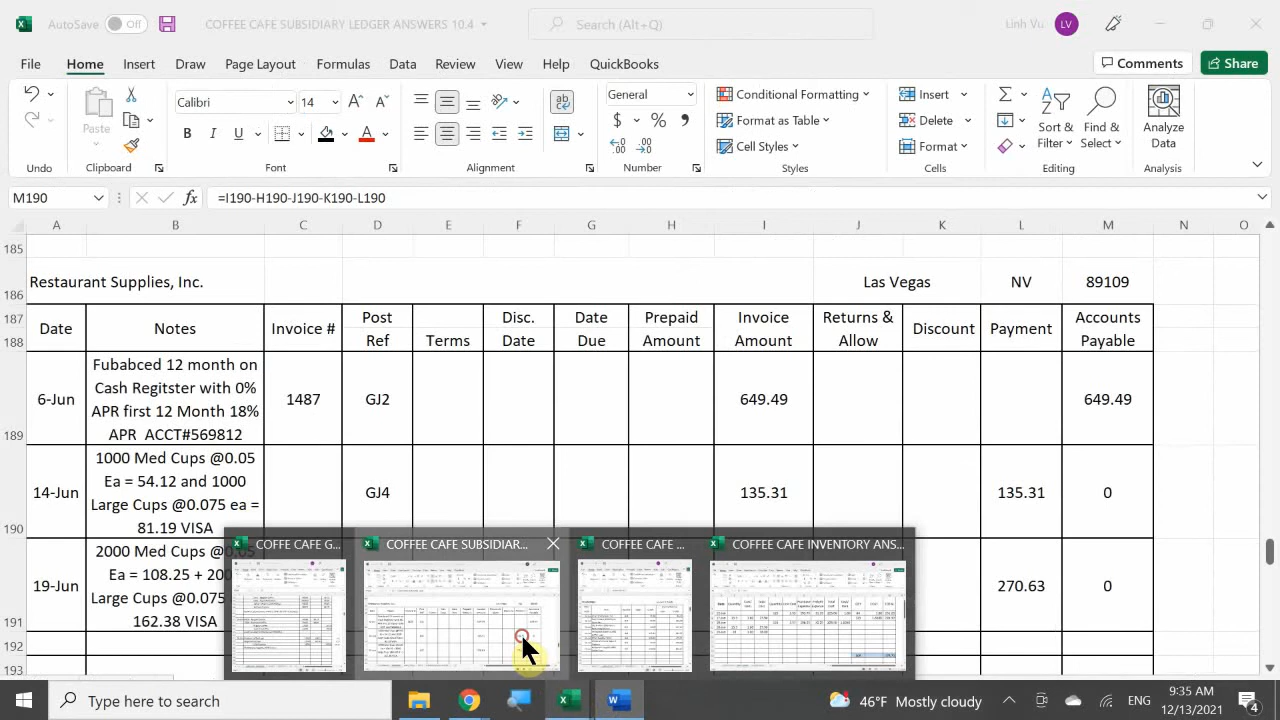 AutoSave Off COFFEE CAFE SUBSIDIARY LEDGER ANSWERS 10.4 Search (Alt+Q) Linh Vu LV
File Home Insert Draw Page Layout Formulas Data Review View Help QuickBooks Comments Share
Calibri 14 General Conditional Formatting Insert
Paste B I U A $ % , Format as Table Delete Sort & Find & Analyze
Cell Styles Format Filter Select Data
Undo Clipboard Font Alignment Number Styles Cells Editing Analysis
M190 fx =I190-H190-J190-K190-L190
A B C D E F G H I J K L M N O
185
186 Restaurant Supplies, Inc. Las Vegas NV 89109
187 Post Disc. Date Prepaid Invoice Returns & Accounts
Date Notes Invoice # Discount Payment
188 Ref Terms Date Due Amount Amount Allow Payable
Fubabced 12 month on
Cash Regitster with 0%
6-Jun 1487 GJ2 649.49 649.49
APR first 12 Month 18%
189 APR ACCT#569812
1000 Med Cups @0.05
Ea = 54.12 and 1000
14-Jun GJ4 135.31 135.31 0
Large Cups @0.075 ea =
190 81.19 VISA
2000 Med Cups @0.05
Ea = 108.25 + 200
19-Jun 270.63 0
Large Cups @0.075
191 162.38 VISA
192
193
COFFE CAFE G... COFFEE CAFE SUBSIDIAR... COFFEE CAFE ... COFFEE CAFE INVENTORY ANS...
Type here to search 46°F Mostly cloudy ENG 9:35 AM
12/13/2021 4